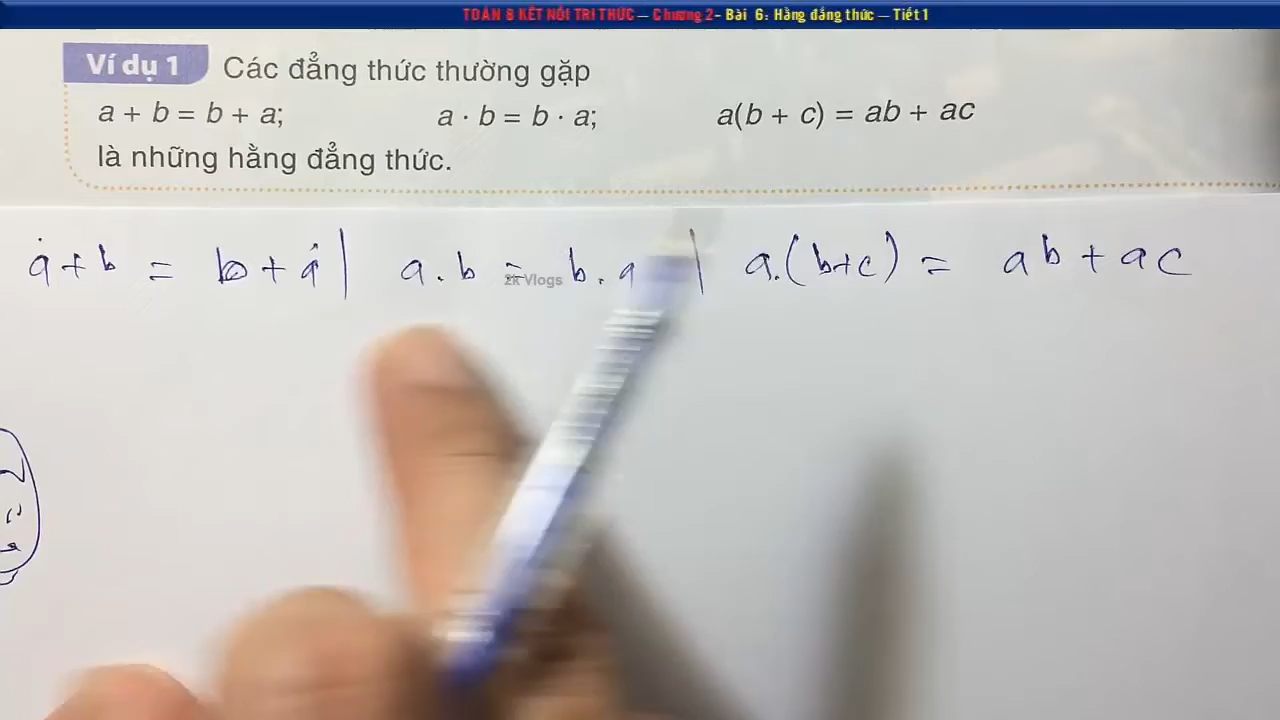 TOÁN 8 KẾT NỐI TRI THỨC – Chương 2- Bài 6: Hằng đẳng thức – Tiết 1
Ví dụ 1 Các đẳng thức thường gặp
a + b = b + a; a · b = b · a; a(b + c) = ab + ac
là những hằng đẳng thức.
a+b = b+a | a.b = b.a | a.(b+c) = ab+ac
2k Vlogs